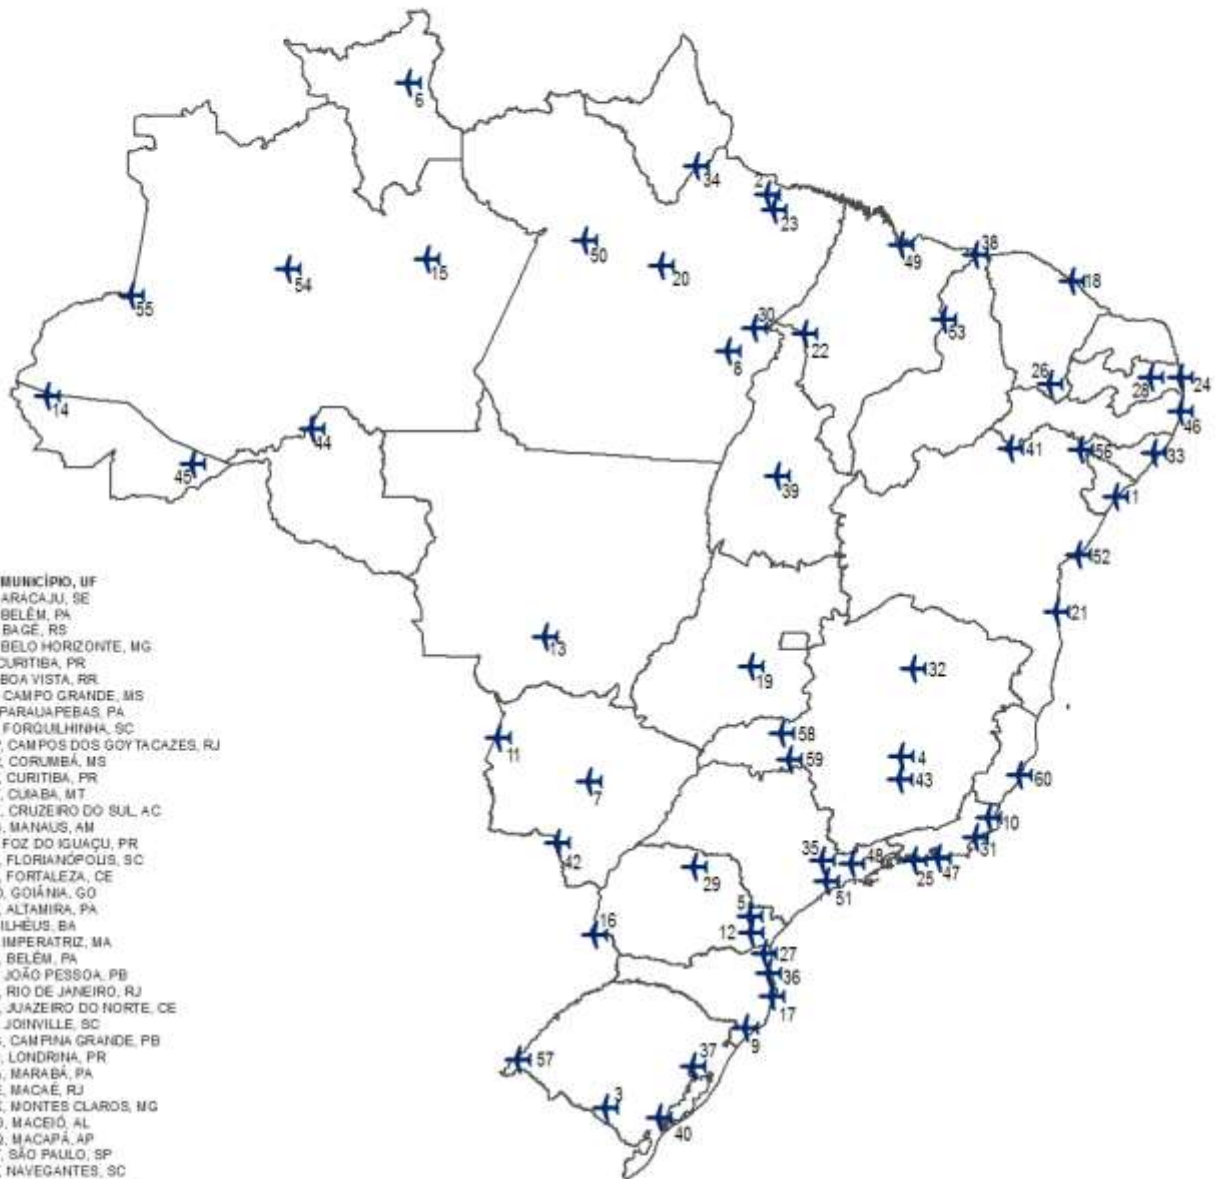 6
34
2
23
50
20
15
54
55
49
38
18
30
22
8
53
26
28
24
46
14
44
45
41
56
33
39
1
52
21
13
19
32
58
59
4
43
60
11
7
10
31
42
35
48
25
47
51
29
5
12
16
27
36
17
9
57
37
3
40
MUNICÍPIO, UF
ARACAJU, SE
BELÉM, PA
BAGÉ, RS
BELO HORIZONTE, MG
CURITIBA, PR
BOA VISTA, RR
CAMPO GRANDE, MS
PARAUAPEBAS, PA
FORQUILHINHA, SC
CAMPOS DOS GOYTACAZES, RJ
CORUMBÁ, MS
CURITIBA, PR
CUIABA, MT
CRUZEIRO DO SUL, AC
MANAUS, AM
FOZ DO IGUAÇU, PR
FLORIANÓPOLIS, SC
FORTALEZA, CE
GOIÂNIA, GO
ALTAMIRA, PA
ILHÉUS, BA
IMPERATRIZ, MA
BELÉM, PA
JOÃO PESSOA, PB
RIO DE JANEIRO, RJ
JUAZEIRO DO NORTE, CE
JOINVILLE, SC
CAMPINA GRANDE, PB
LONDRINA, PR
MARABÁ, PA
MACAÉ, RJ
MONTES CLAROS, MG
MACEIÓ, AL
MACAPÁ, AP
SÃO PAULO, SP
NAVEGANTES, SC